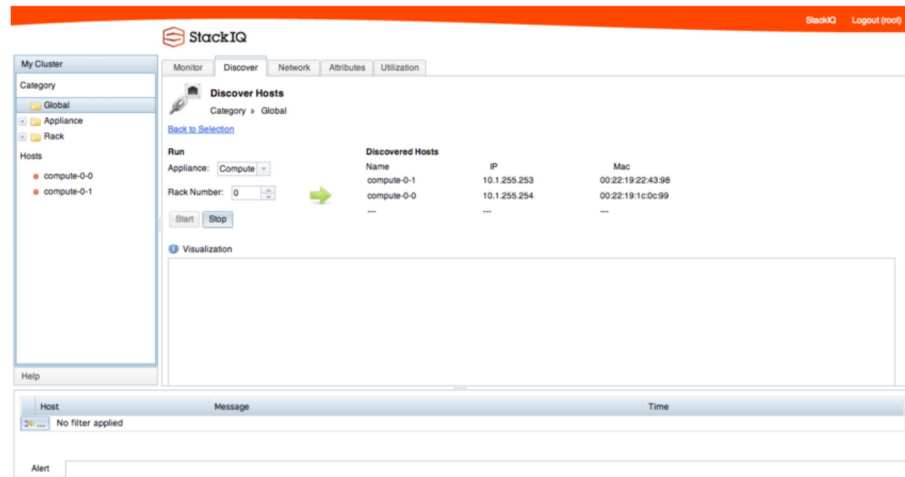 StackIQ Logout (root)
StackIQ
My Cluster
Category
Global
Appliance
Rack
Hosts
compute-0-0
compute-0-1
Help
Monitor Discover Network Attributes Utilization
Discover Hosts
Category Global
Back to Selection
Run
Appliance: Compute
Rack Number: 0
Start Stop
Discovered Hosts
Name IP Mac
compute-0-1 10.1.255.253 00:22:19:22:43:98
compute-0-0 10.1.255.254 00:22:19:1c:0c:99
--- --- ---
Visualization
Host Message Time
... No filter applied
Alert